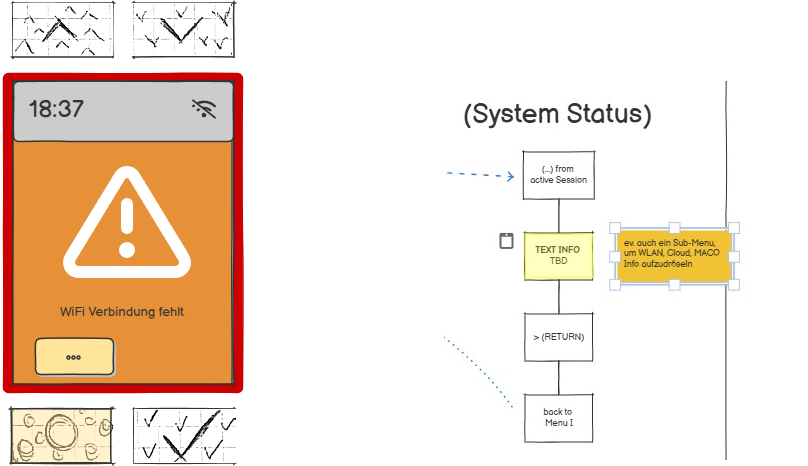 18:37
WiFi Verbindung fehlt
(System Status)
(...) from
active Session
TEXT INFO
TBD
ev. auch ein Sub-Menu,
um WLAN, Cloud, MACO
Info aufzudröseln
> (RETURN)
back to
Menu I